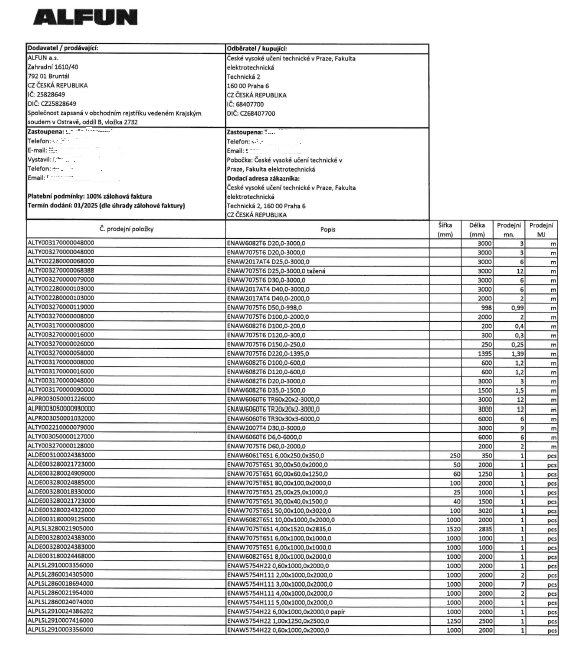 ALFUN
Dodavatel / prodávající: Odběratel / kupující:
ALFUN a.s. České vysoké učení technické v Praze, Fakulta
Zahradní 1610/40 elektrotechnická
792 01 Bruntál Technická 2
CZ ČESKÁ REPUBLIKA 160 00 Praha 6
IČ: 25828649 CZ ČESKÁ REPUBLIKA
DIČ: CZ25828649 IČ: 68407700
Společnost zapsaná v obchodním rejstříku vedeném Krajským DIČ: CZ68407700
soudem v Ostravě, oddíl B, vložka 2732
Zastoupena: Zastoupena:
Telefon: Telefon:
E-mail: Email:
Vystavil: Pobočka: České vysoké učení technické v
Telefon: Praze, Fakulta elektrotechnická
Email: Dodací adresa zákazníka:
České vysoké učení technické v Praze, Fakulta
Platební podmínky: 100% zálohová faktura elektrotechnická
Termín dodání: 01/2025 (dle úhrady zálohové faktury) Technická 2, 160 00 Praha 6
CZ ČESKÁ REPUBLIKA
Č. prodejní položky Popis Šířka (mm) Délka (mm) Prodejní mn. Prodejní MJ
ALTY003170000048000 ENAW6082T6 D20,0-3000,0 3000 3 m
ALTY003270000048000 ENAW7075T6 D20,0-3000,0 3000 3 m
ALTY002280000068000 ENAW2017AT4 D25,0-3000,0 3000 6 m
ALTY003270000068388 ENAW7075T6 D25,0-3000,0 tažená 3000 12 m
ALTY003270000079000 ENAW7075T6 D30,0-3000,0 3000 6 m
ALTY002280000103000 ENAW2017AT4 D40,0-3000,0 3000 6 m
ALTY002280000103000 ENAW2017AT4 D40,0-2000,0 2000 2 m
ALTY003270000119000 ENAW7075T6 D50,0-998,0 998 0,99 m
ALTY003270000008000 ENAW7075T6 D100,0-2000,0 2000 2 m
ALTY003170000008000 ENAW6082T6 D100,0-200,0 200 0,4 m
ALTY003270000016000 ENAW7075T6 D120,0-300,0 300 0,3 m
ALTY003270000026000 ENAW7075T6 D150,0-250,0 250 0,25 m
ALTY003270000058000 ENAW7075T6 D220,0-1395,0 1395 1,39 m
ALTY003170000008000 ENAW6082T6 D100,0-600,0 600 1,2 m
ALTY003170000016000 ENAW6082T6 D120,0-600,0 600 1,2 m
ALTY003170000048000 ENAW6082T6 D20,0-3000,0 3000 3 m
ALTY003170000090000 ENAW6082T6 D35,0-1500,0 1500 1,5 m
ALPR003050001226000 ENAW6060T6 TR60x20x2-3000,0 3000 12 m
ALPR003050000930000 ENAW6060T6 TR20x20x2-3000,0 3000 12 m
ALPR003050001032000 ENAW6060T6 TR30x30x3-6000,0 6000 6 m
ALTY002210000079000 ENAW2007T4 D30,0-3000,0 3000 9 m
ALTY003050000127000 ENAW6060T6 D6,0-6000,0 6000 6 m
ALTY003270000128000 ENAW7075T6 D60,0-2000,0 2000 2 m
ALDE003100024383000 ENAW6061T651 6,00x250,0x350,0 250 350 1 pcs
ALDE003280021723000 ENAW7075T651 30,00x50,0x2000,0 50 2000 1 pcs
ALDE003280024909000 ENAW7075T651 60,00x60,0x1250,0 60 1250 1 pcs
ALDE003280024885000 ENAW7075T651 80,00x100,0x2000,0 100 2000 1 pcs
ALDE003280018330000 ENAW7075T651 25,00x25,0x1000,0 25 1000 1 pcs
ALDE003280021723000 ENAW7075T651 30,00x40,0x1500,0 40 1500 1 pcs
ALDE003280024322000 ENAW7075T651 50,00x100,0x3020,0 100 3020 1 pcs
ALDE003180009125000 ENAW6082T651 10,00x1000,0x2000,0 1000 2000 1 pcs
ALPLSL3280021905000 ENAW7075T651 4,00x1520,0x2835,0 1520 2835 1 pcs
ALDE003280024383000 ENAW7075T651 6,00x1000,0x1000,0 1000 1000 1 pcs
ALDE003280024383000 ENAW7075T651 6,00x1000,0x2000,0 1000 2000 1 pcs
ALDE003180024468000 ENAW6082T651 8,00x1000,0x2000,0 1000 2000 1 pcs
ALPLSL2910003356000 ENAW5754H22 0,60x1000,0x2000,0 1000 2000 1 pcs
ALPLSL2860014305000 ENAW5754H111 2,00x1000,0x2000,0 1000 2000 2 pcs
ALPLSL2860018694000 ENAW5754H111 3,00x1000,0x2000,0 1000 2000 7 pcs
ALPLSL2860021954000 ENAW5754H111 4,00x1000,0x2000,0 1000 2000 2 pcs
ALPLSL2860024074000 ENAW5754H111 5,00x1000,0x2000,0 1000 2000 2 pcs
ALPLSL2910024386202 ENAW5754H22 6,00x1000,0x2000,0 papír 1000 2000 1 pcs
ALPLSL2910007416000 ENAW5754H22 1,00x1250,0x2500,0 1250 2500 1 pcs
ALPLSL2910003356000 ENAW5754H22 0,60x1000,0x2000,0 1000 2000 1 pcs